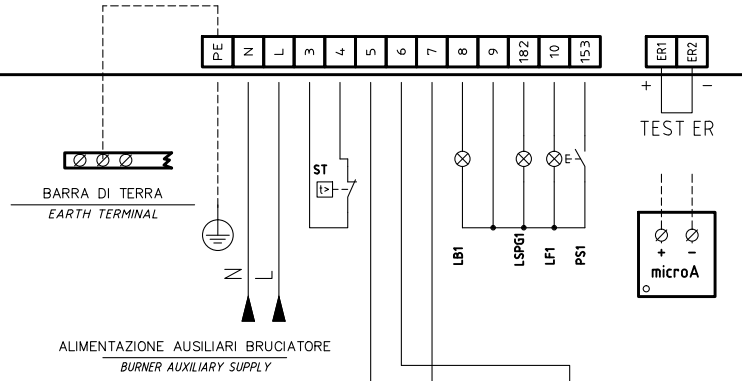 PE N L 3 4 5 6 7 8 9 182 10 153 ER1 ER2
+ −
TEST ER
ST
t>
BARRA DI TERRA
EARTH TERMINAL
N L
LB1 LSPG1 LF1 PS1
+ −
microA
ALIMENTAZIONE AUSILIARI BRUCIATORE
BURNER AUXILIARY SUPPLY